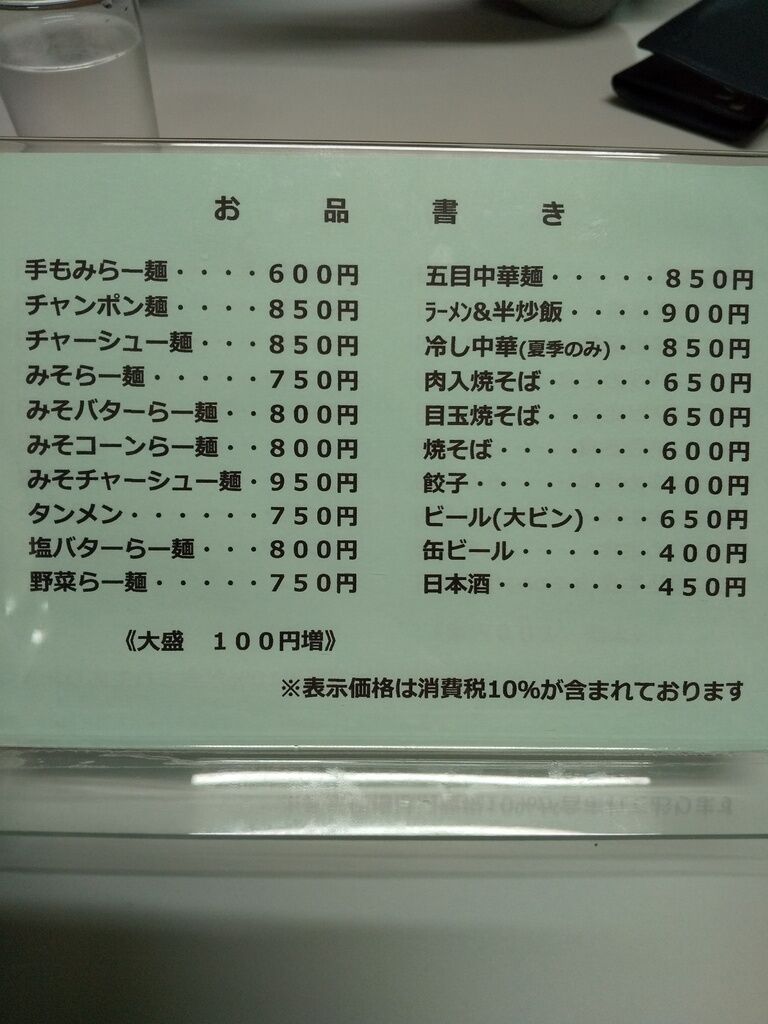 お品書き
手もみらー麺・・・・６００円
チャンポン麺・・・・８５０円
チャーシュー麺・・・８５０円
みそらー麺・・・・・７５０円
みそバターらー麺・・８００円
みそコーンらー麺・・８００円
みそチャーシュー麺・９５０円
タンメン・・・・・・７５０円
塩バターらー麺・・・８００円
野菜らー麺・・・・・７５０円
《大盛　１００円増》
五目中華麺・・・・・８５０円
ﾗｰﾒﾝ&半炒飯・・・・９００円
冷し中華(夏季のみ)・・８５０円
肉入焼そば・・・・・６５０円
目玉焼そば・・・・・６５０円
焼そば・・・・・・・６００円
餃子・・・・・・・・４００円
ビール(大ビン)・・・６５０円
缶ビール・・・・・・４００円
日本酒・・・・・・・４５０円
※表示価格は消費税10%が含まれております